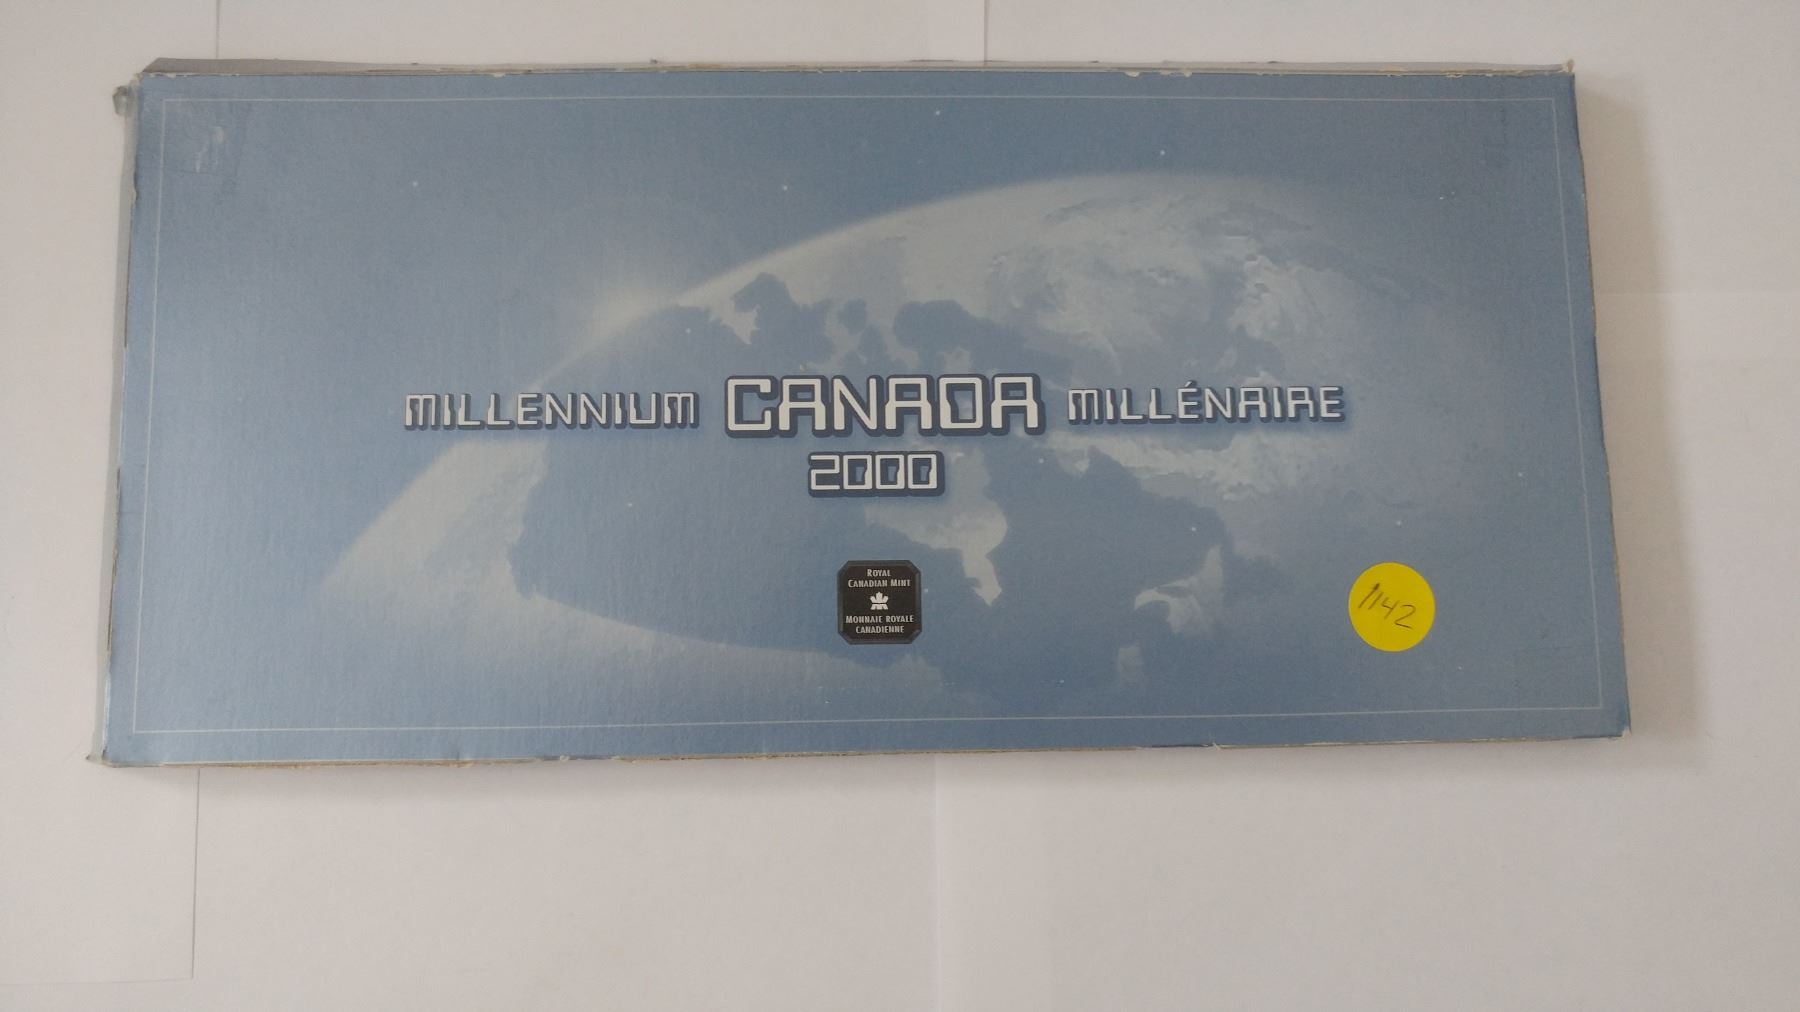 MILLENNIUM CANADA MILLÉNAIRE
2000
ROYAL
CANADIAN MINT
MONNAIE ROYALE
CANADIENNE
1142